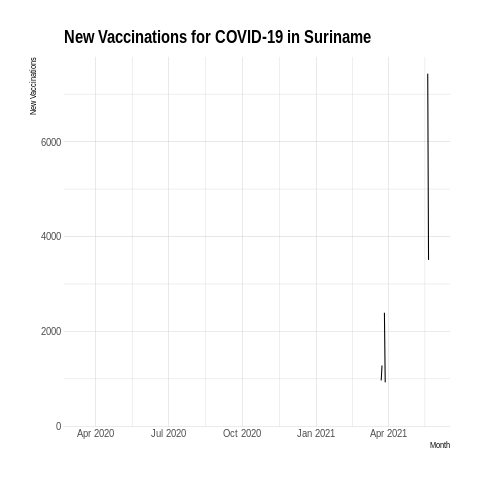 New Vaccinations for COVID-19 in Suriname
New Vaccinations
6000
4000
2000
0
Apr 2020 Jul 2020 Oct 2020 Jan 2021 Apr 2021
Month